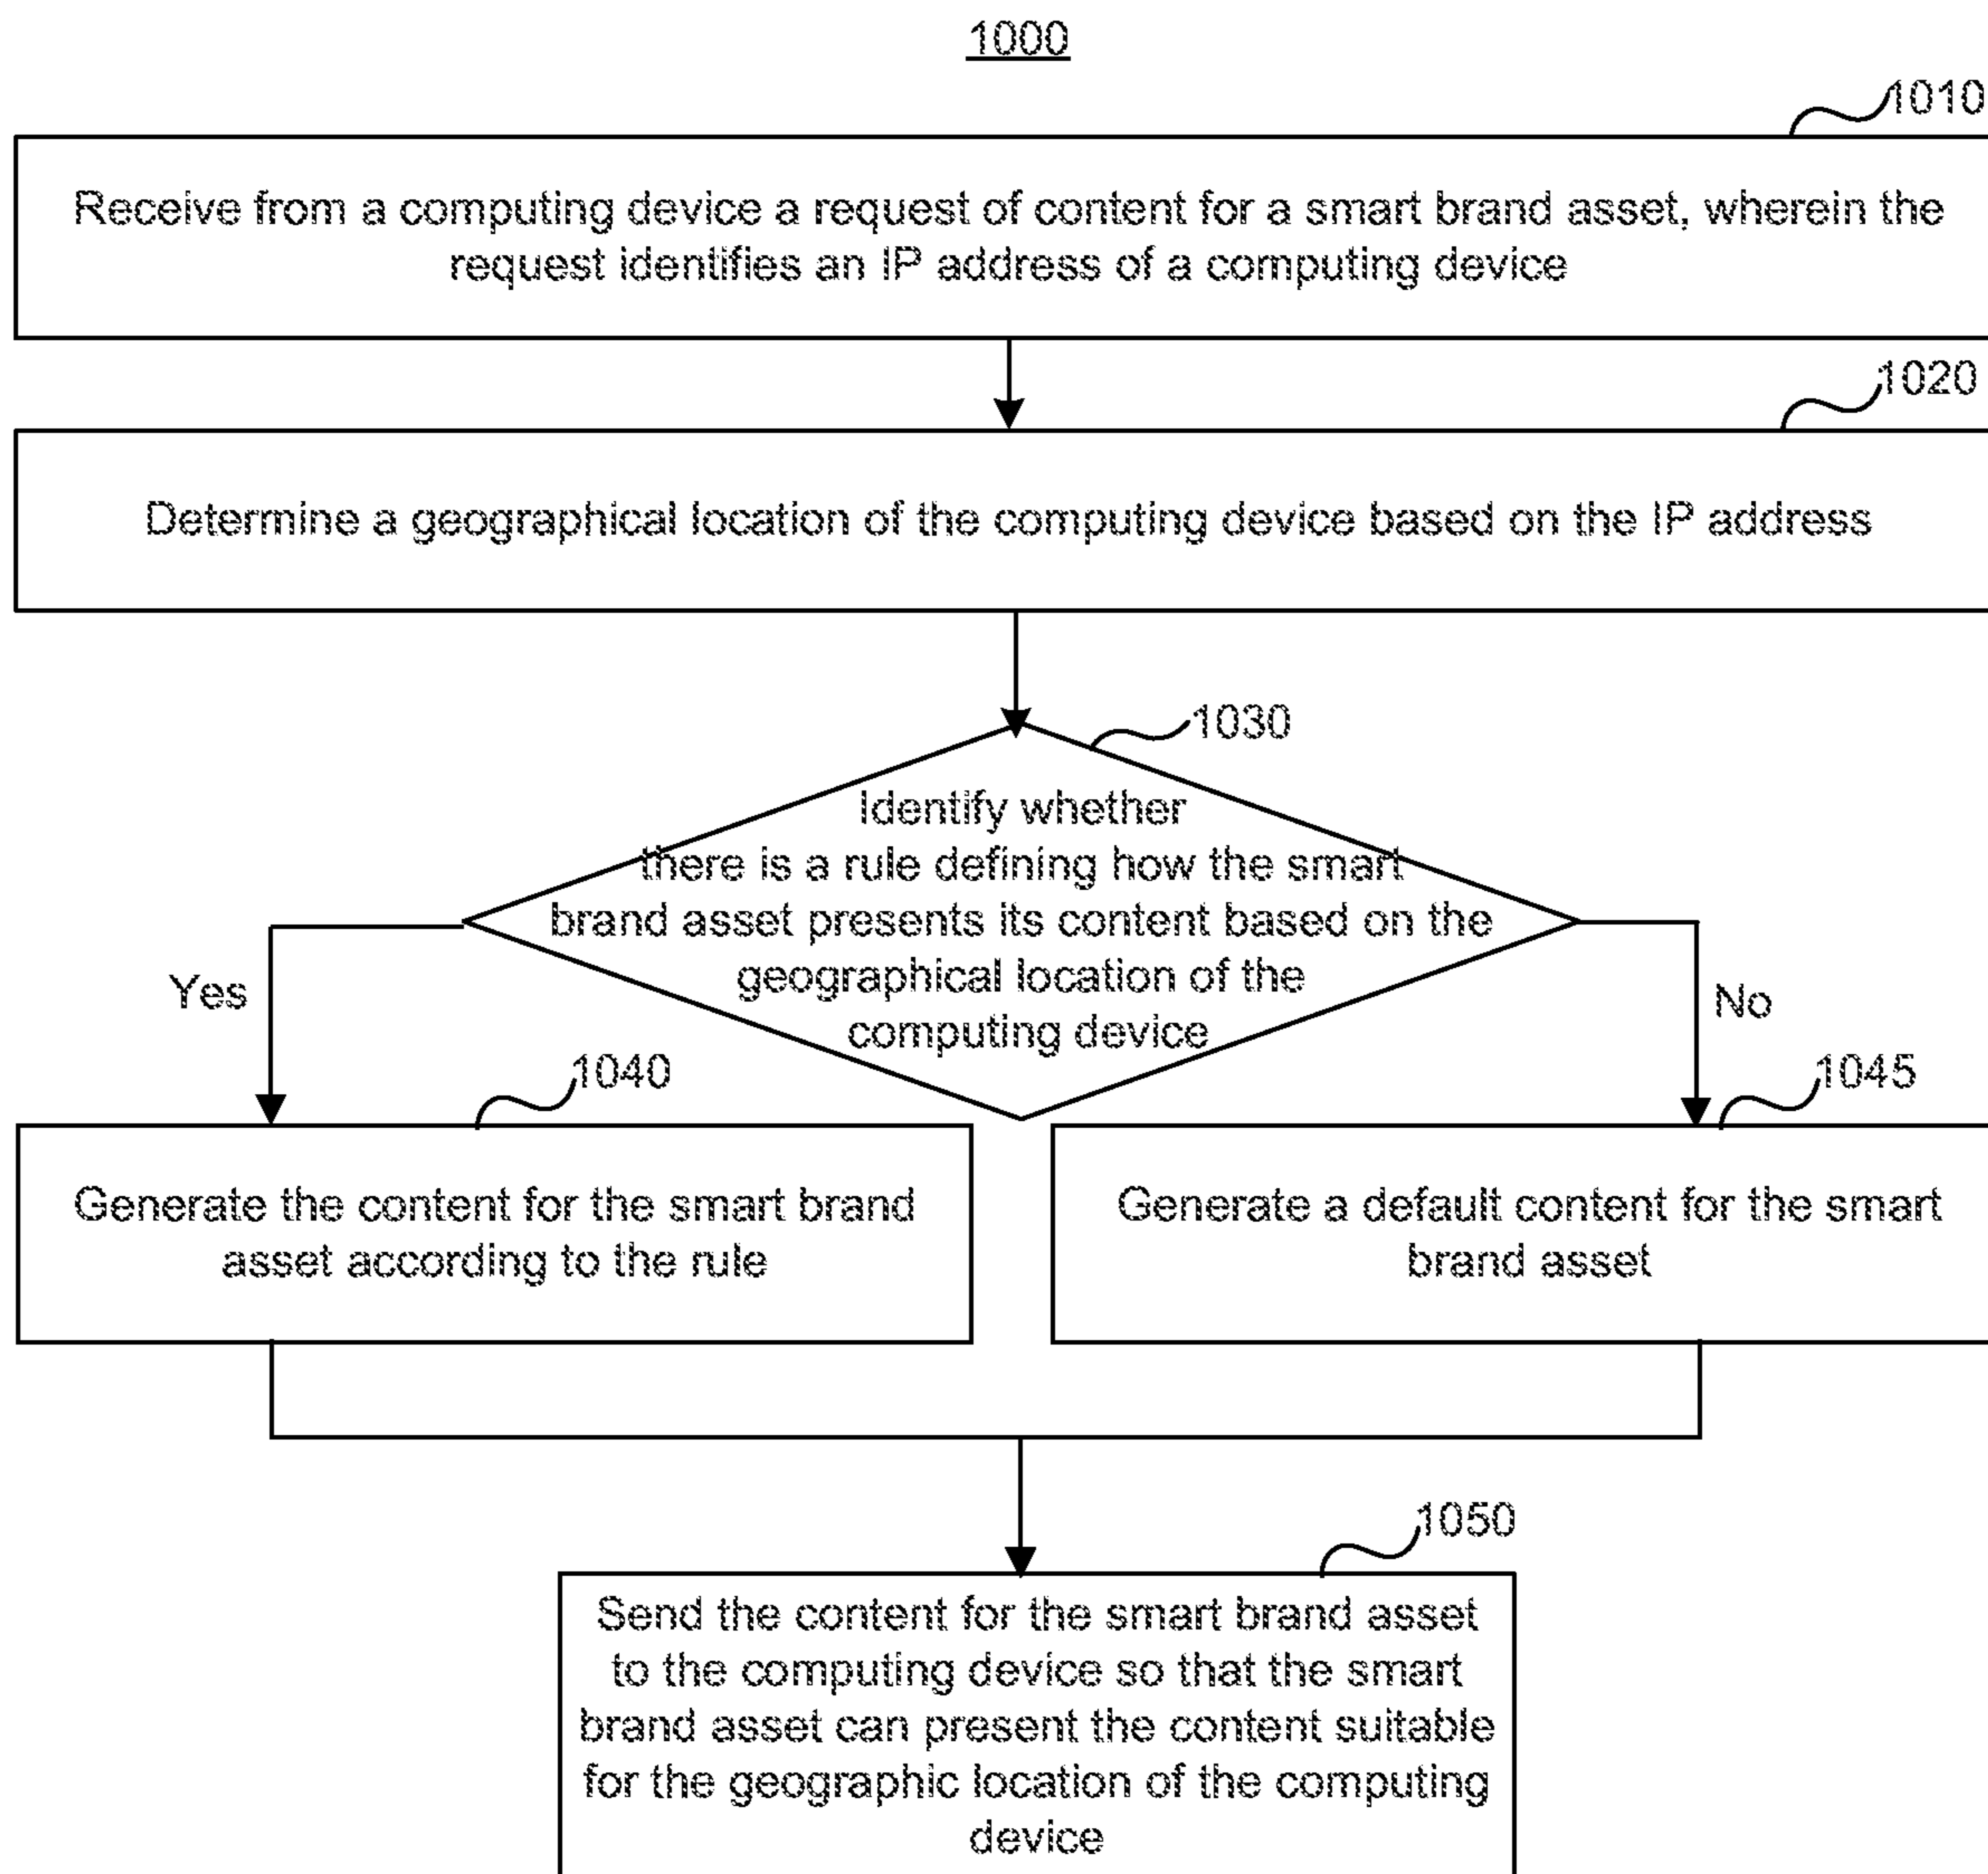 1000
1010
Receive from a computing device a request of content for a smart brand asset, wherein the
request identifies an IP address of a computing device
1020
Determine a geographical location of the computing device based on the IP address
1030
Identify whether
there is a rule defining how the smart
brand asset presents its content based on the
geographical location of the
computing device
Yes
No
1040
1045
Generate the content for the smart brand
asset according to the rule
Generate a default content for the smart
brand asset
1050
Send the content for the smart brand asset
to the computing device so that the smart
brand asset can present the content suitable
for the geographic location of the computing
device